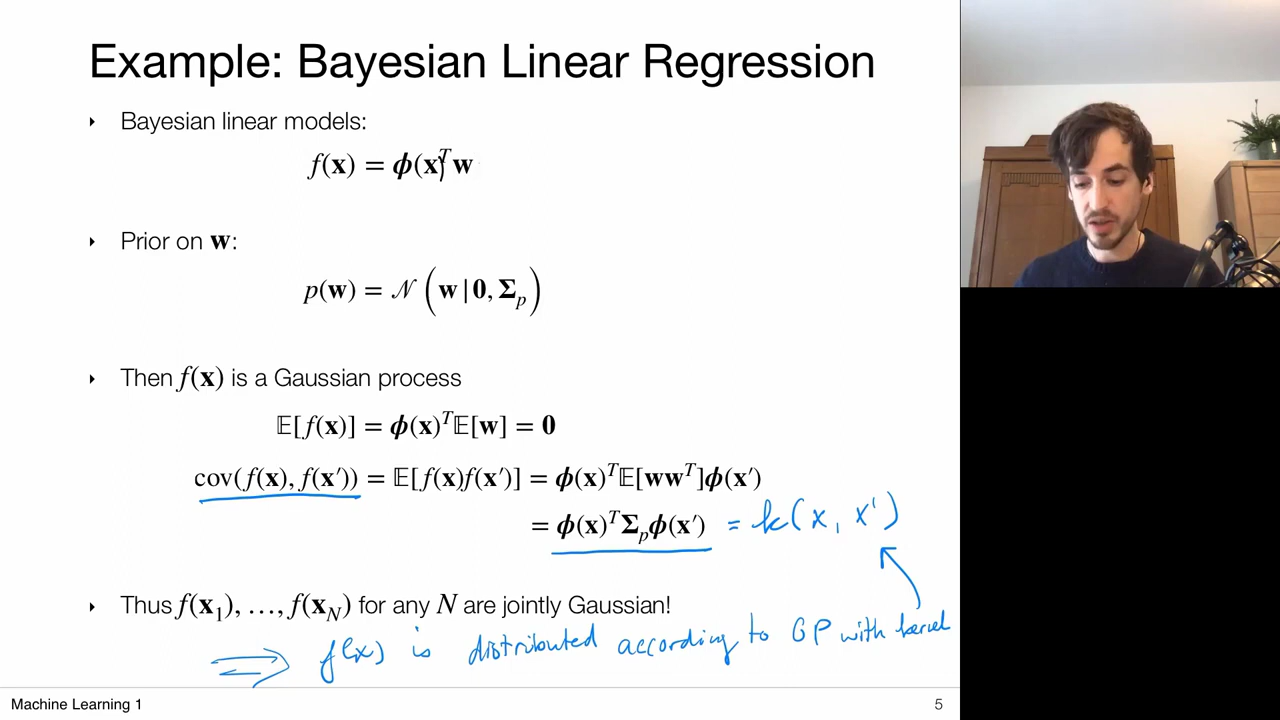 Example: Bayesian Linear Regression
‣ Bayesian linear models:
f(x) = ϕ(x)ᵀw
‣ Prior on w:
p(w) = 𝒩 (w | 0, Σₚ)
‣ Then f(x) is a Gaussian process
𝔼[f(x)] = ϕ(x)ᵀ𝔼[w] = 0
cov(f(x), f(x′)) = 𝔼[f(x)f(x′)] = ϕ(x)ᵀ𝔼[wwᵀ]ϕ(x′)
= ϕ(x)ᵀΣₚϕ(x′) = k(x, x′)
‣ Thus f(x₁), …, f(x_N) for any N are jointly Gaussian!
⟹ f(x) is distributed according to GP with kernel
Machine Learning 1
5